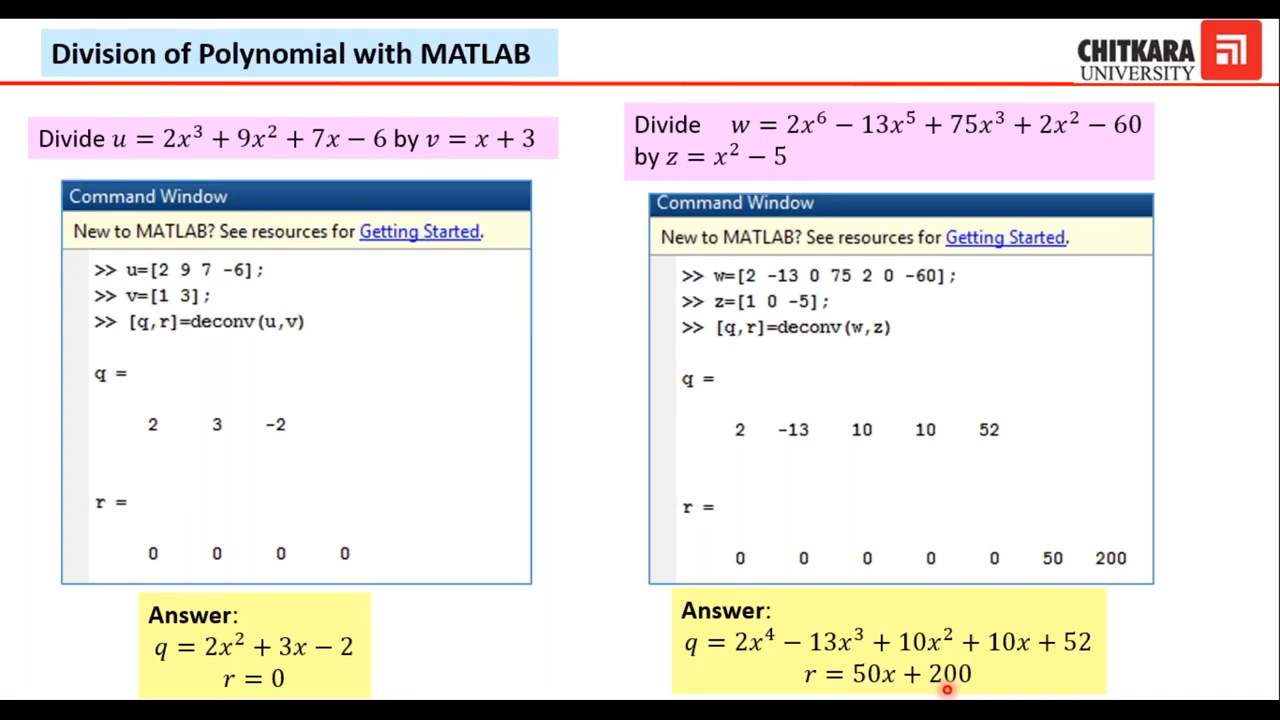 Division of Polynomial with MATLAB
CHITKARA
UNIVERSITY
Divide u = 2x³ + 9x² + 7x − 6 by v = x + 3
Command Window
New to MATLAB? See resources for Getting Started.
>> u=[2 9 7 -6];
>> v=[1 3];
>> [q,r]=deconv(u,v)
q =
2 3 -2
r =
0 0 0 0
Answer:
q = 2x² + 3x − 2
r = 0
Divide w = 2x⁶ − 13x⁵ + 75x³ + 2x² − 60
by z = x² − 5
Command Window
New to MATLAB? See resources for Getting Started.
>> w=[2 -13 0 75 2 0 -60];
>> z=[1 0 -5];
>> [q,r]=deconv(w,z)
q =
2 -13 10 10 52
r =
0 0 0 0 0 50 200
Answer:
q = 2x⁴ − 13x³ + 10x² + 10x + 52
r = 50x + 200